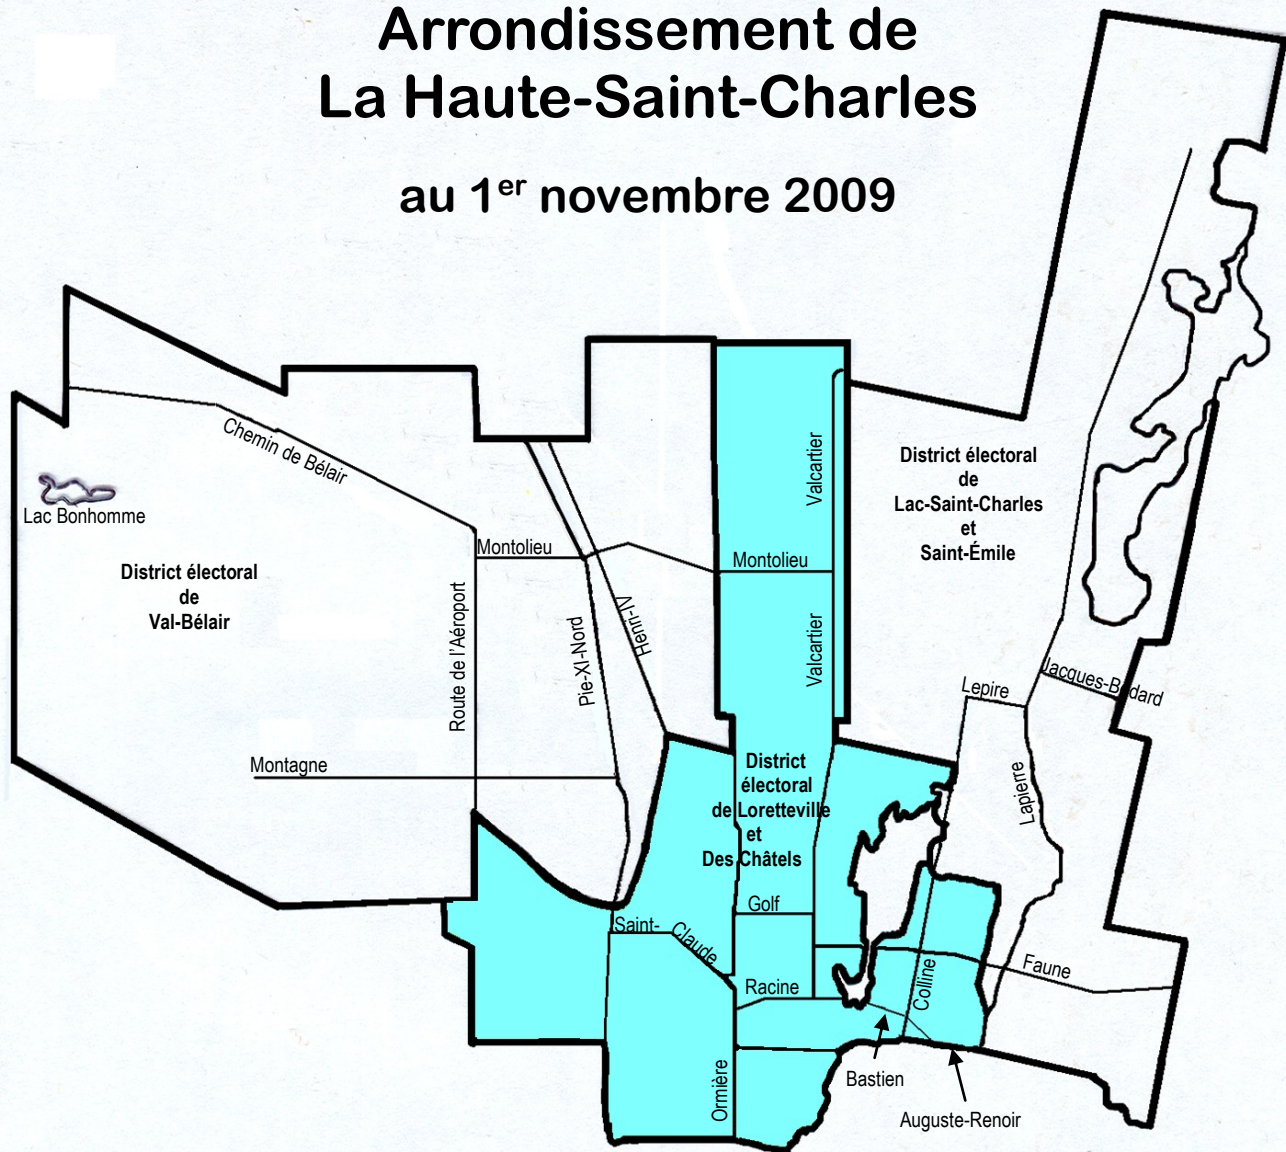 Arrondissement de
La Haute-Saint-Charles
au 1er novembre 2009
Chemin de Bélair
Lac Bonhomme
District électoral
de
Val-Bélair
Montolieu
Route de l'Aéroport
Pie-XI-Nord
Henri-IV
Montagne
Valcartier
Montolieu
Valcartier
District électoral
de
Lac-Saint-Charles
et
Saint-Émile
Jacques-Bédard
Lepire
Lapierre
District
électoral
de Loretteville
et
Des Châtels
Golf
Saint-Claude
Racine
Colline
Faune
Ormière
Bastien
Auguste-Renoir